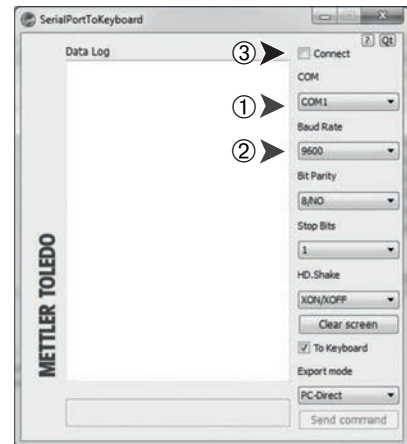 SerialPortToKeyboard
? Qt
Data Log
③ Connect
COM
① COM1
Baud Rate
② 9600
Bit Parity
8/NO
Stop Bits
1
HD.Shake
XON/XOFF
Clear screen
To Keyboard
Export mode
PC-Direct
Send command
METTLER TOLEDO